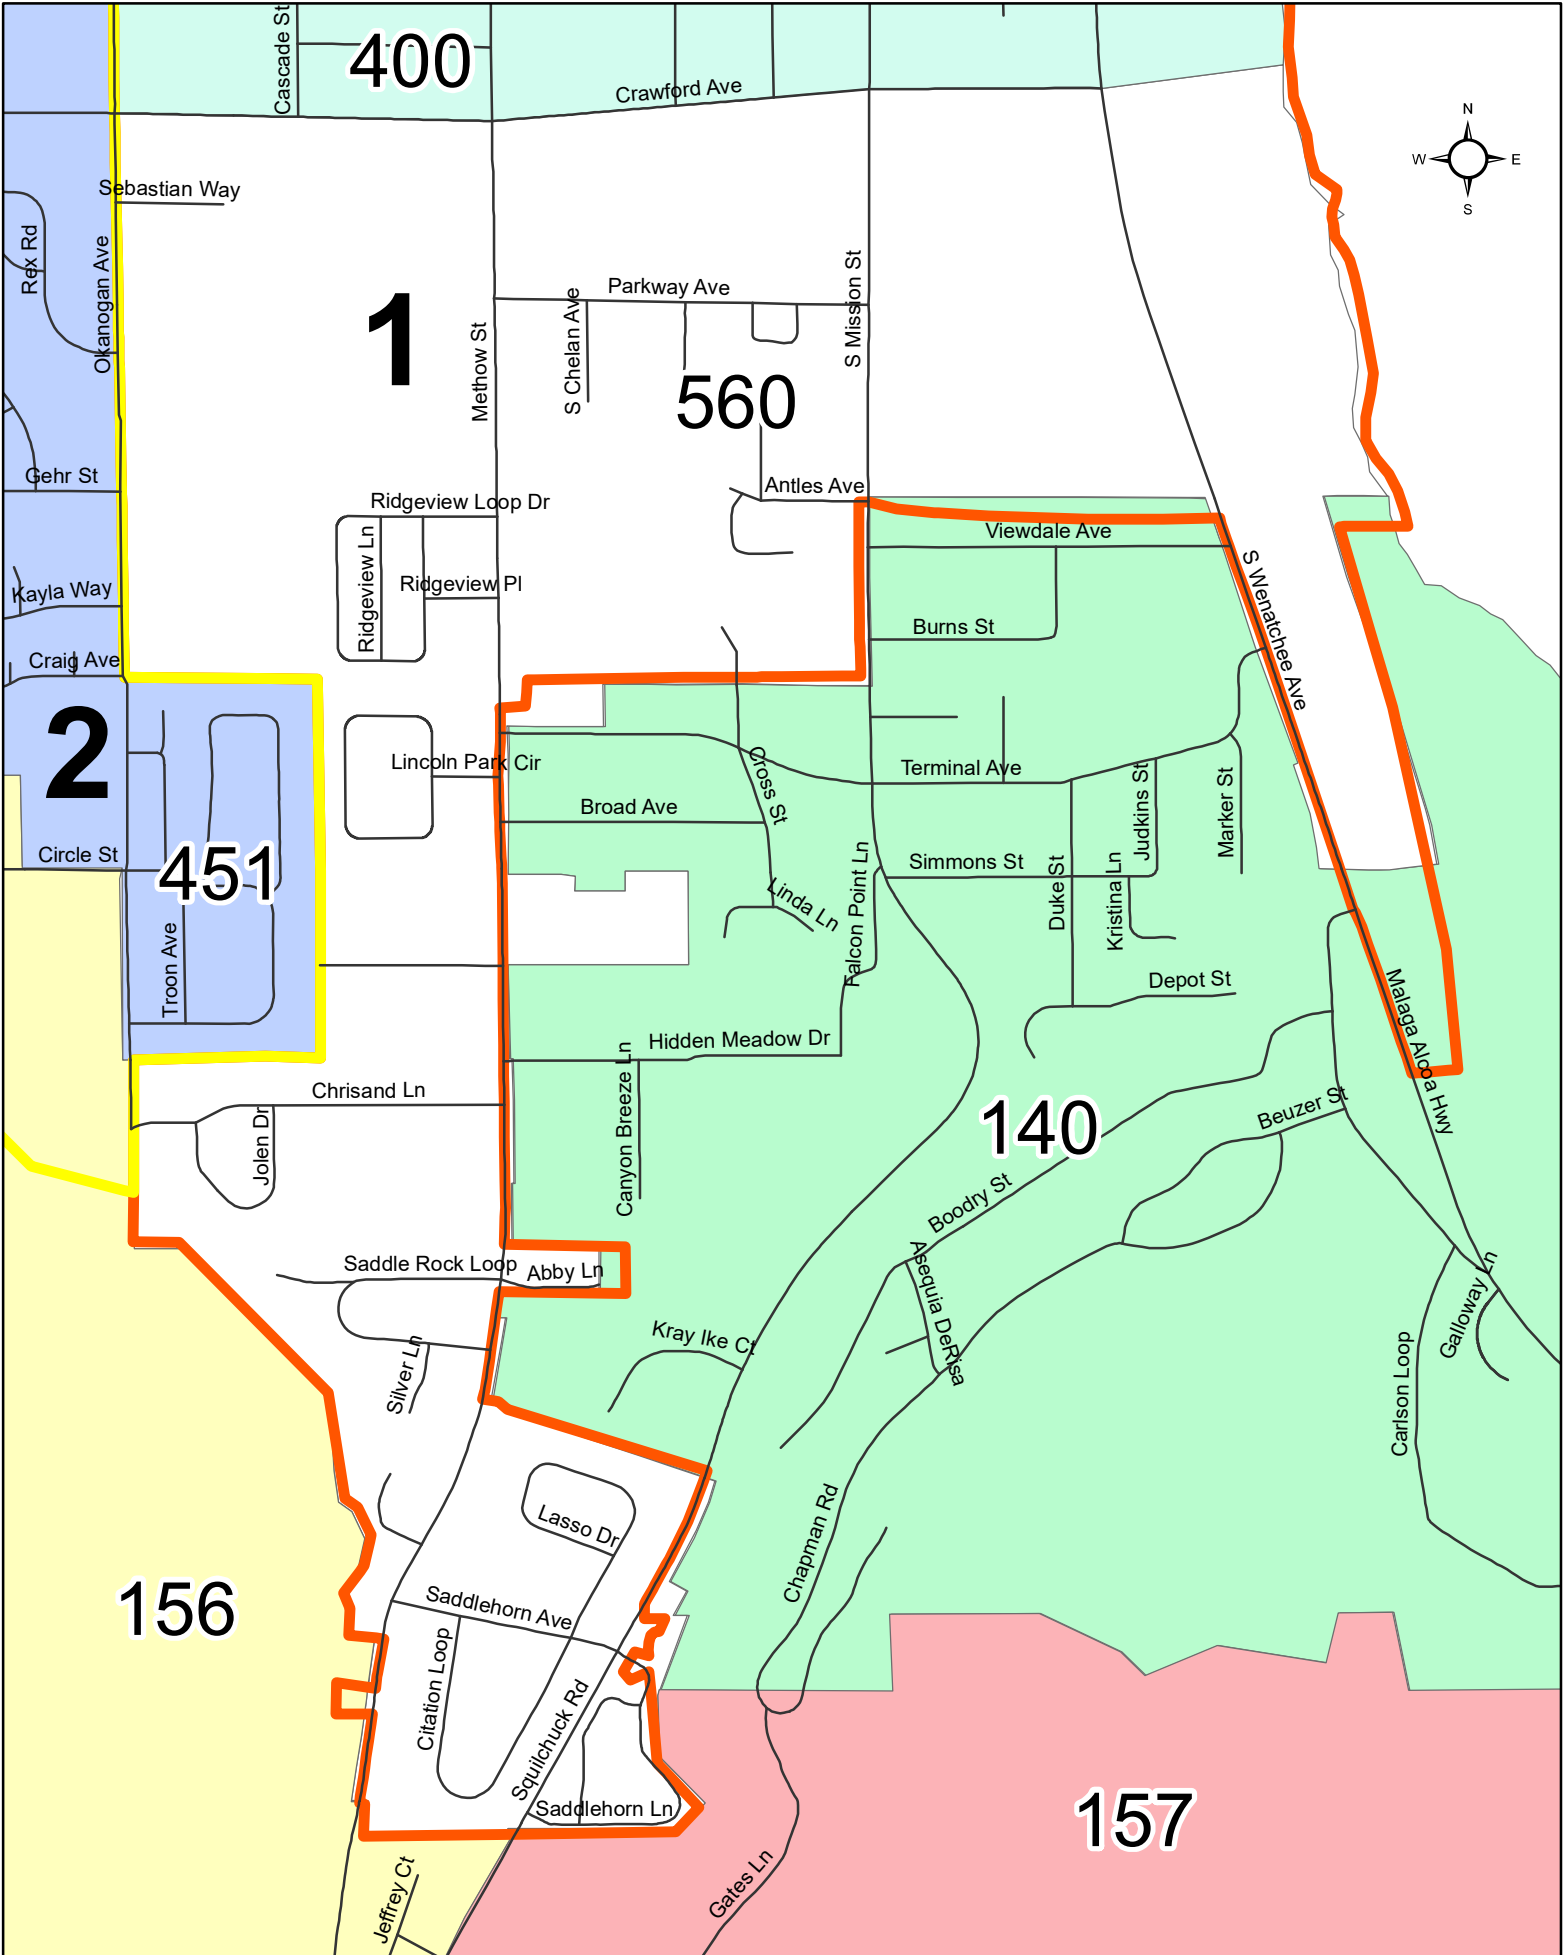 Cascade St
400
Crawford Ave
N
W
E
S
Sebastian Way
Rex Rd
Okanogan Ave
1
Methow St
S Chelan Ave
Parkway Ave
S Mission St
560
Gehr St
Ridgeview Loop Dr
Antles Ave
Viewdale Ave
Ridgeview Ln
Ridgeview Pl
Kayla Way
Burns St
S Wenatchee Ave
Craig Ave
2
Lincoln Park Cir
Cross St
Terminal Ave
Broad Ave
Judkins St
Marker St
Circle St
451
Simmons St
Duke St
Kristina Ln
Linda Ln
Falcon Point Ln
Troon Ave
Depot St
Malaga Alcoa Hwy
Hidden Meadow Dr
Canyon Breeze Ln
Chrisand Ln
Jolen Dr
140
Beuzer St
Boodry St
Saddle Rock Loop
Abby Ln
Asequia DeRisa
Galloway Ln
Kray Ike Ct
Silver Ln
Carlson Loop
Lasso Dr
Chapman Rd
156
Saddlehorn Ave
Citation Loop
Squilchuck Rd
Saddlehorn Ln
157
Jeffrey Ct
Gates Ln